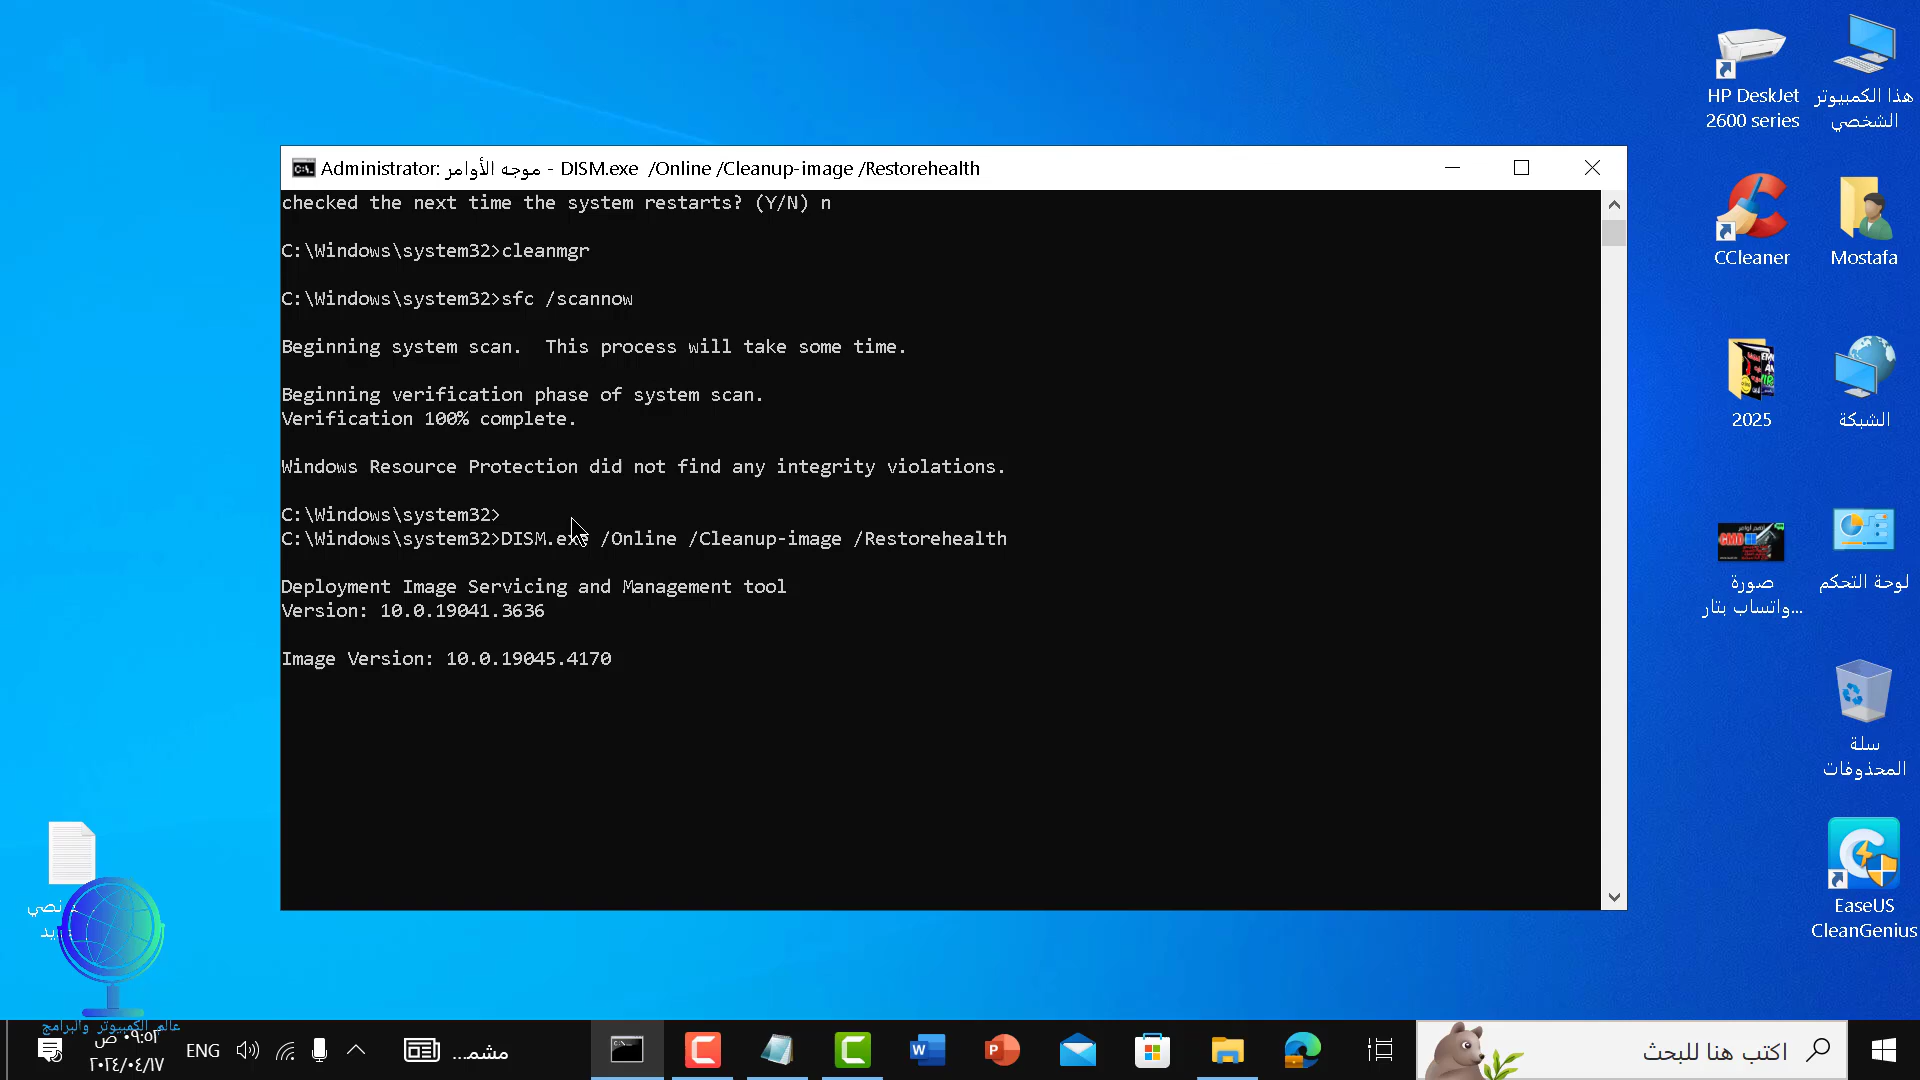 Administrator: موجه الأوامر - DISM.exe  /Online /Cleanup-image /Restorehealth
checked the next time the system restarts? (Y/N) n
C:\Windows\system32>cleanmgr
C:\Windows\system32>sfc /scannow
Beginning system scan.  This process will take some time.
Beginning verification phase of system scan.
Verification 100% complete.
Windows Resource Protection did not find any integrity violations.
C:\Windows\system32>
C:\Windows\system32>DISM.exe /Online /Cleanup-image /Restorehealth
Deployment Image Servicing and Management tool
Version: 10.0.19041.3636
Image Version: 10.0.19045.4170
هذا الكمبيوتر
الشخصي
HP DeskJet
2600 series
Mostafa
CCleaner
الشبكة
2025
لوحة التحكم
صورة
واتساب بتار...
سلة
المحذوفات
EaseUS
CleanGenius
نصي
عالم الكمبيوتر والبرامج
اكتب هنا للبحث
مشمـ...
ENG
٠٩:٥٢ ص
٢٠٢٤/٠٤/١٧